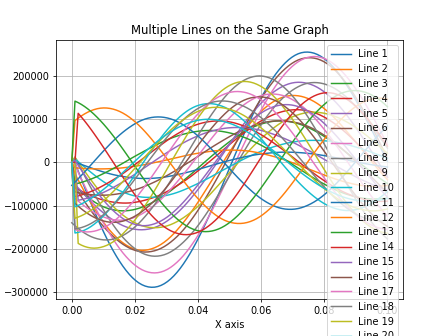 Multiple Lines on the Same Graph
200000
100000
0
-100000
-200000
-300000
0.00
0.02
0.04
0.06
0.08
X axis
Line 1
Line 2
Line 3
Line 4
Line 5
Line 6
Line 7
Line 8
Line 9
Line 10
Line 11
Line 12
Line 13
Line 14
Line 15
Line 16
Line 17
Line 18
Line 19
Line 20